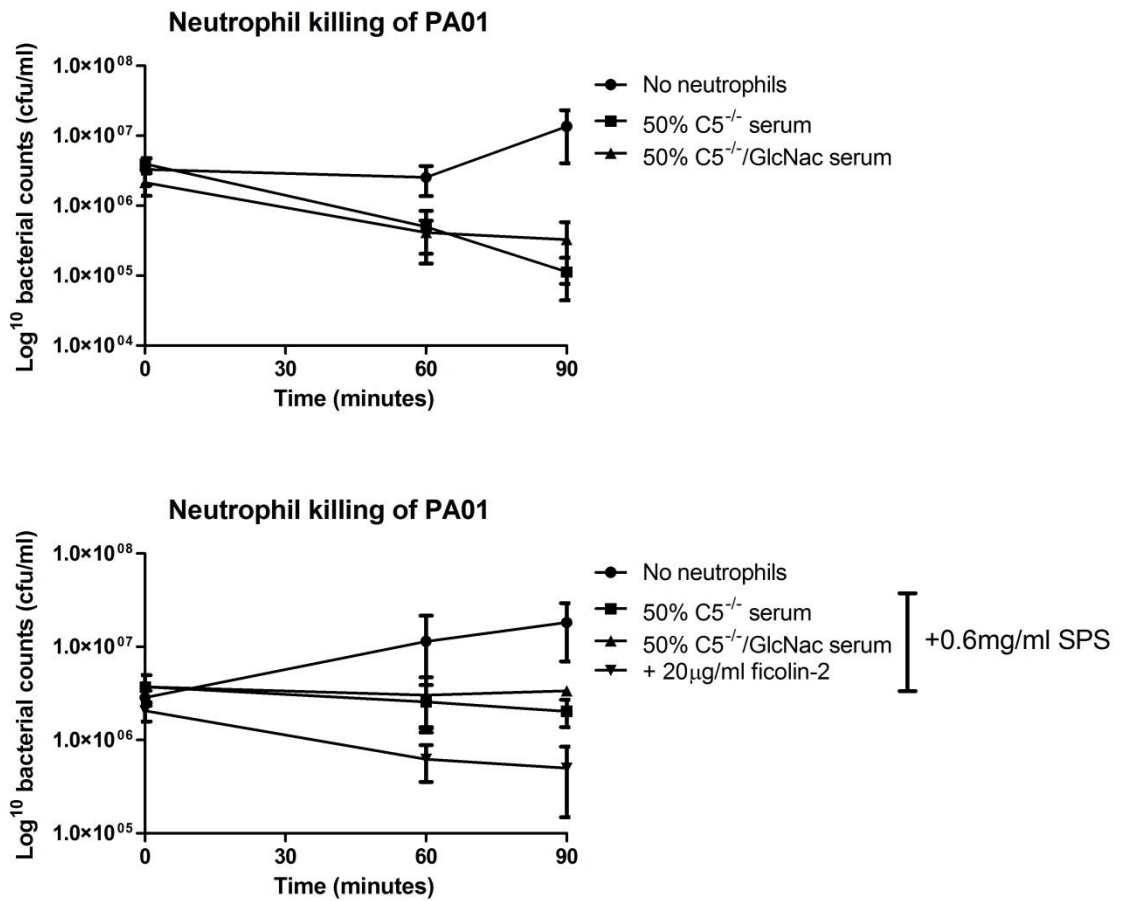 Neutrophil killing of PA01
Log¹⁰ bacterial counts (cfu/ml)
1.0×10⁰⁸
1.0×10⁰⁷
1.0×10⁰⁶
1.0×10⁰⁵
1.0×10⁰⁴
0 30 60 90
Time (minutes)
No neutrophils
50% C5⁻/⁻ serum
50% C5⁻/⁻/GlcNac serum
Neutrophil killing of PA01
Log¹⁰ bacterial counts (cfu/ml)
1.0×10⁰⁸
1.0×10⁰⁷
1.0×10⁰⁶
1.0×10⁰⁵
0 30 60 90
Time (minutes)
No neutrophils
50% C5⁻/⁻ serum
50% C5⁻/⁻/GlcNac serum
+ 20μg/ml ficolin-2
+0.6mg/ml SPS